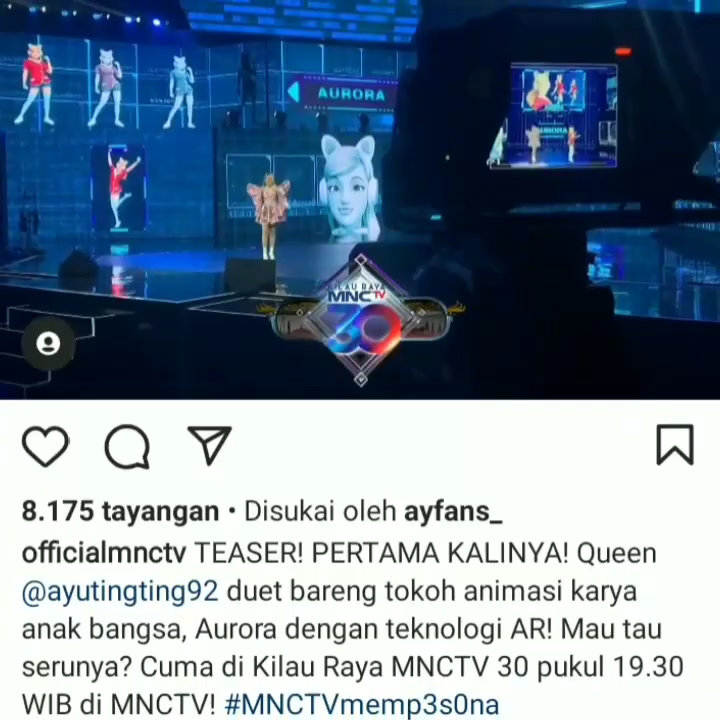 AURORA
AURORA
KILAU RAYA
MNCTV
30
8.175 tayangan • Disukai oleh ayfans_
officialmnctv TEASER! PERTAMA KALINYA! Queen
@ayutingting92 duet bareng tokoh animasi karya
anak bangsa, Aurora dengan teknologi AR! Mau tau
serunya? Cuma di Kilau Raya MNCTV 30 pukul 19.30
WIB di MNCTV! #MNCTVmemp3s0na